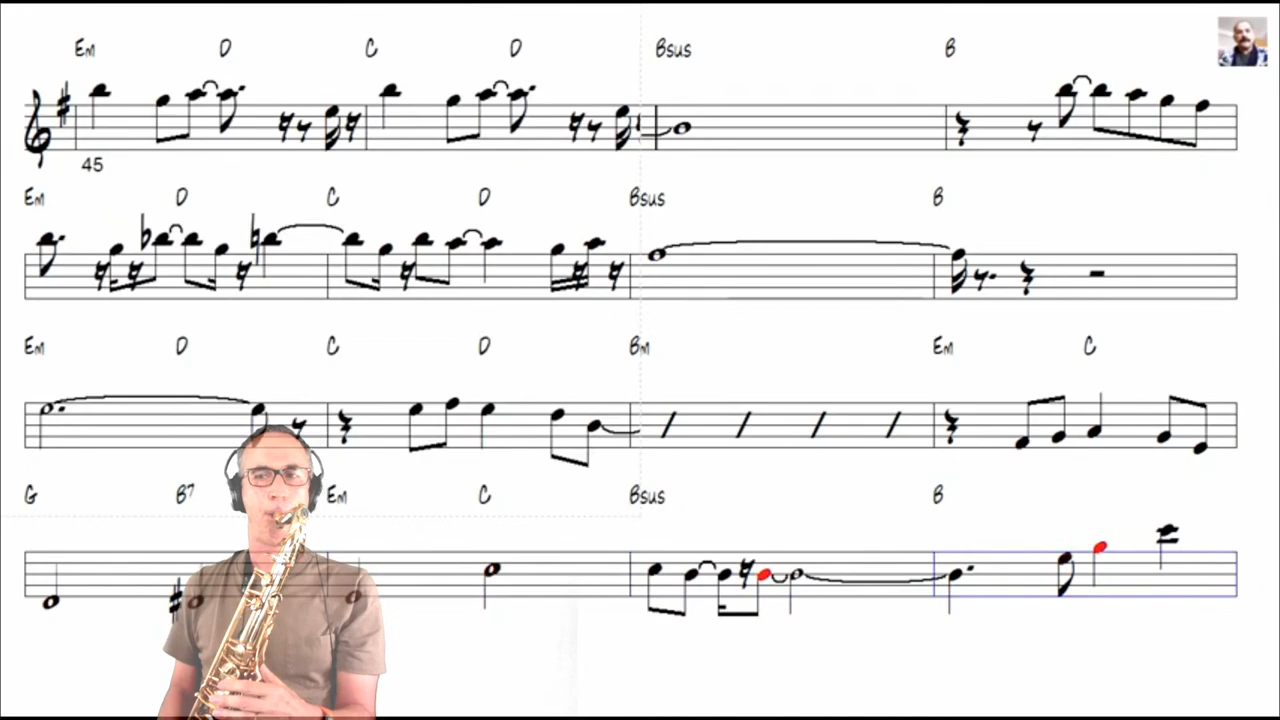 Em D C D Bsus B
45
Em D C D Bsus B
Em D C D Bm Em C
G B7 Em C Bsus B